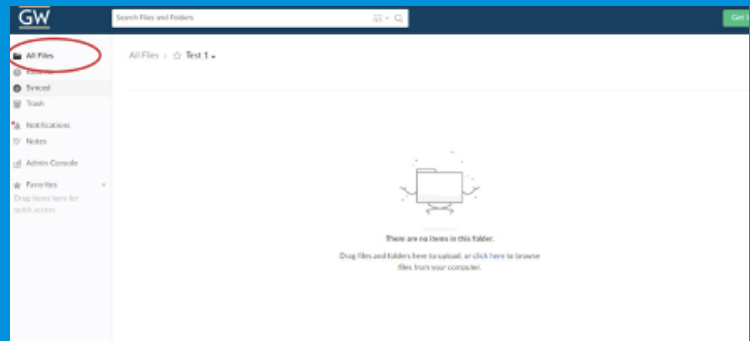 GW
Search Files and Folders
Get
All Files
Synced
Trash
Notifications
Notes
Admin Console
Favorites
Drag items here for
quick access
All Files > Test 1
There are no items in this folder.
Drag files and folders here to upload, or click here to browse
files from your computer.